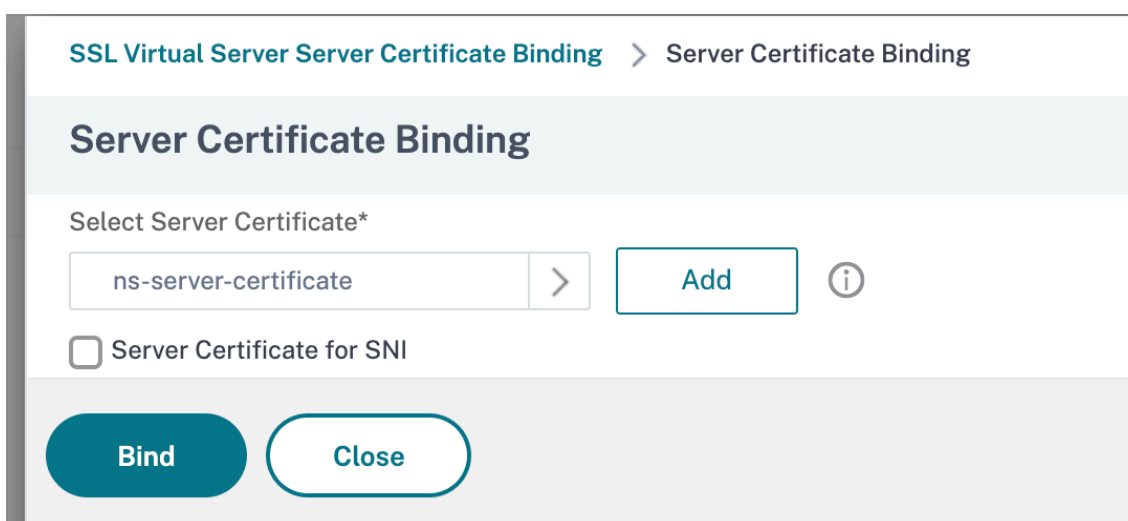 SSL Virtual Server Server Certificate Binding > Server Certificate Binding
Server Certificate Binding
Select Server Certificate*
ns-server-certificate > Add
Server Certificate for SNI
Bind Close